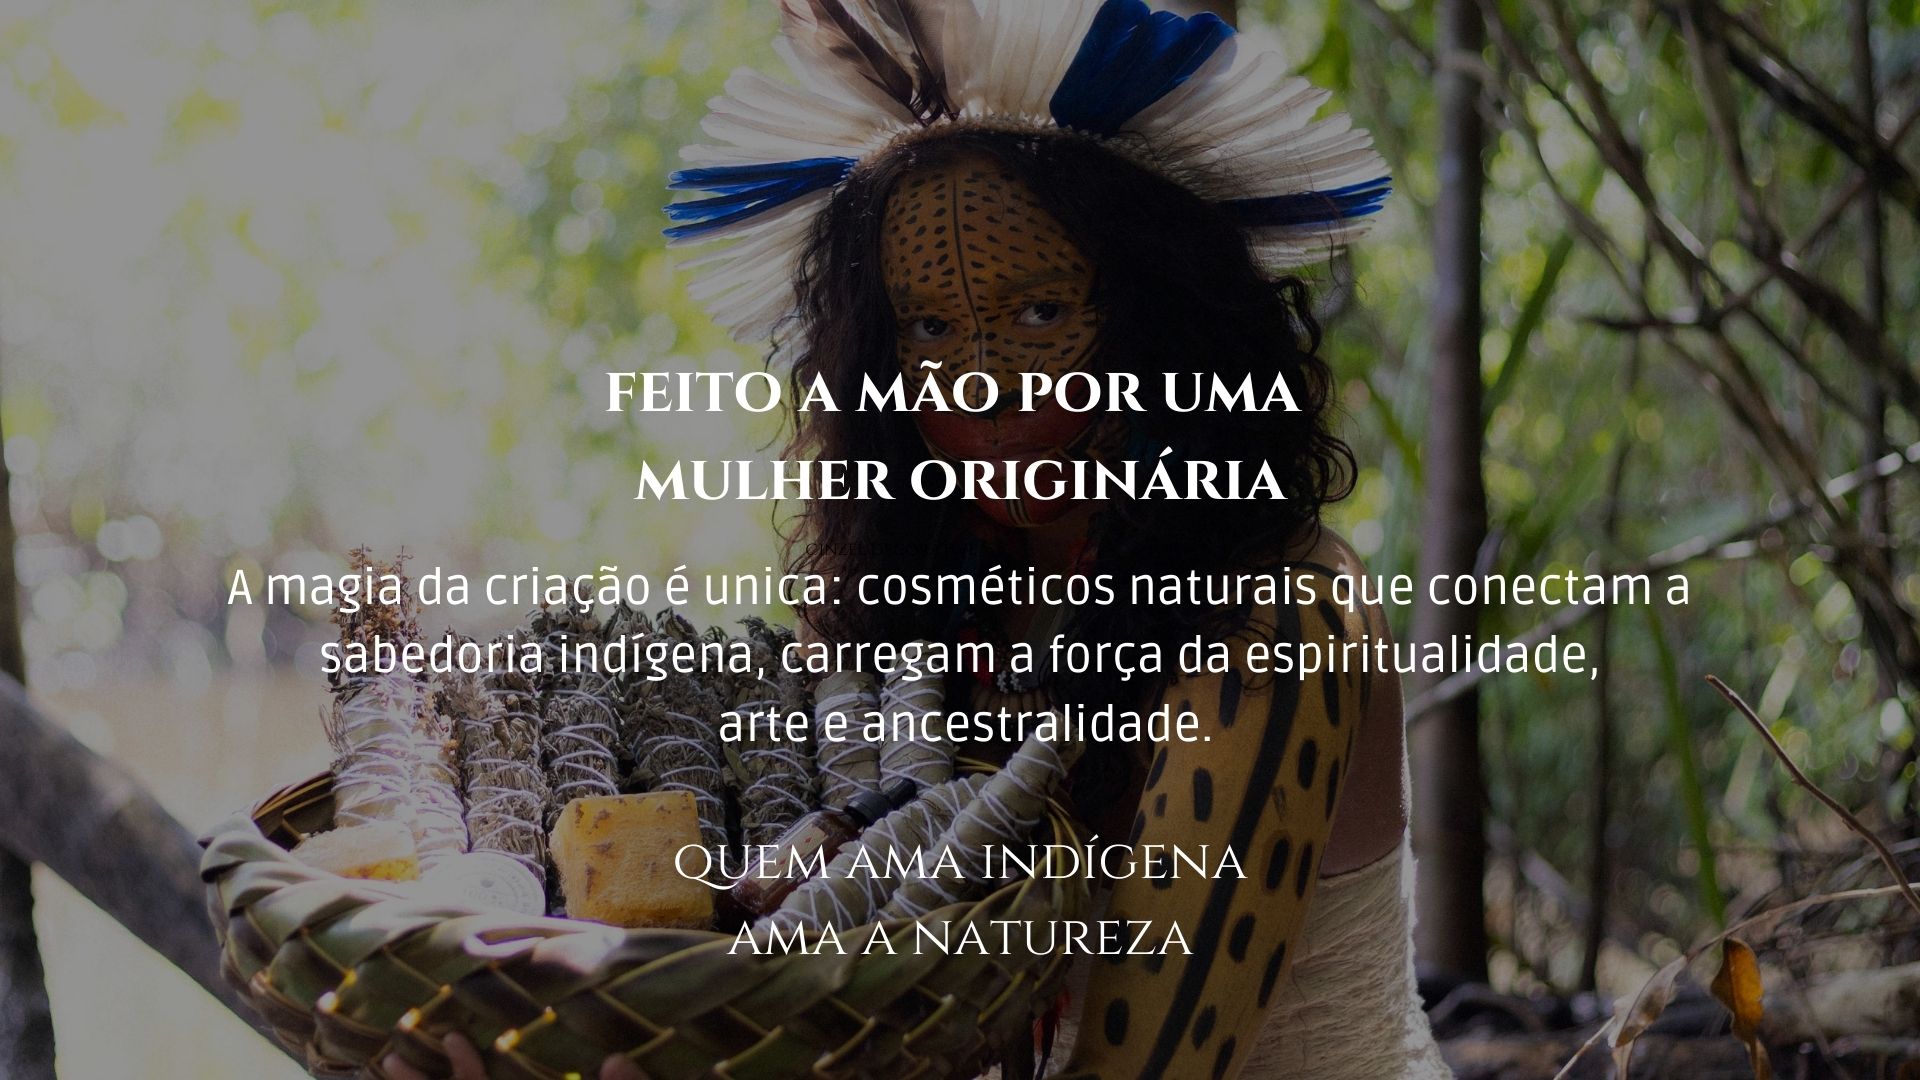 FEITO A MÃO POR UMA
MULHER ORIGINÁRIA
A magia da criação é unica: cosméticos naturais que conectam a
sabedoria indígena, carregam a força da espiritualidade,
arte e ancestralidade.
QUEM AMA INDÍGENA
AMA A NATUREZA